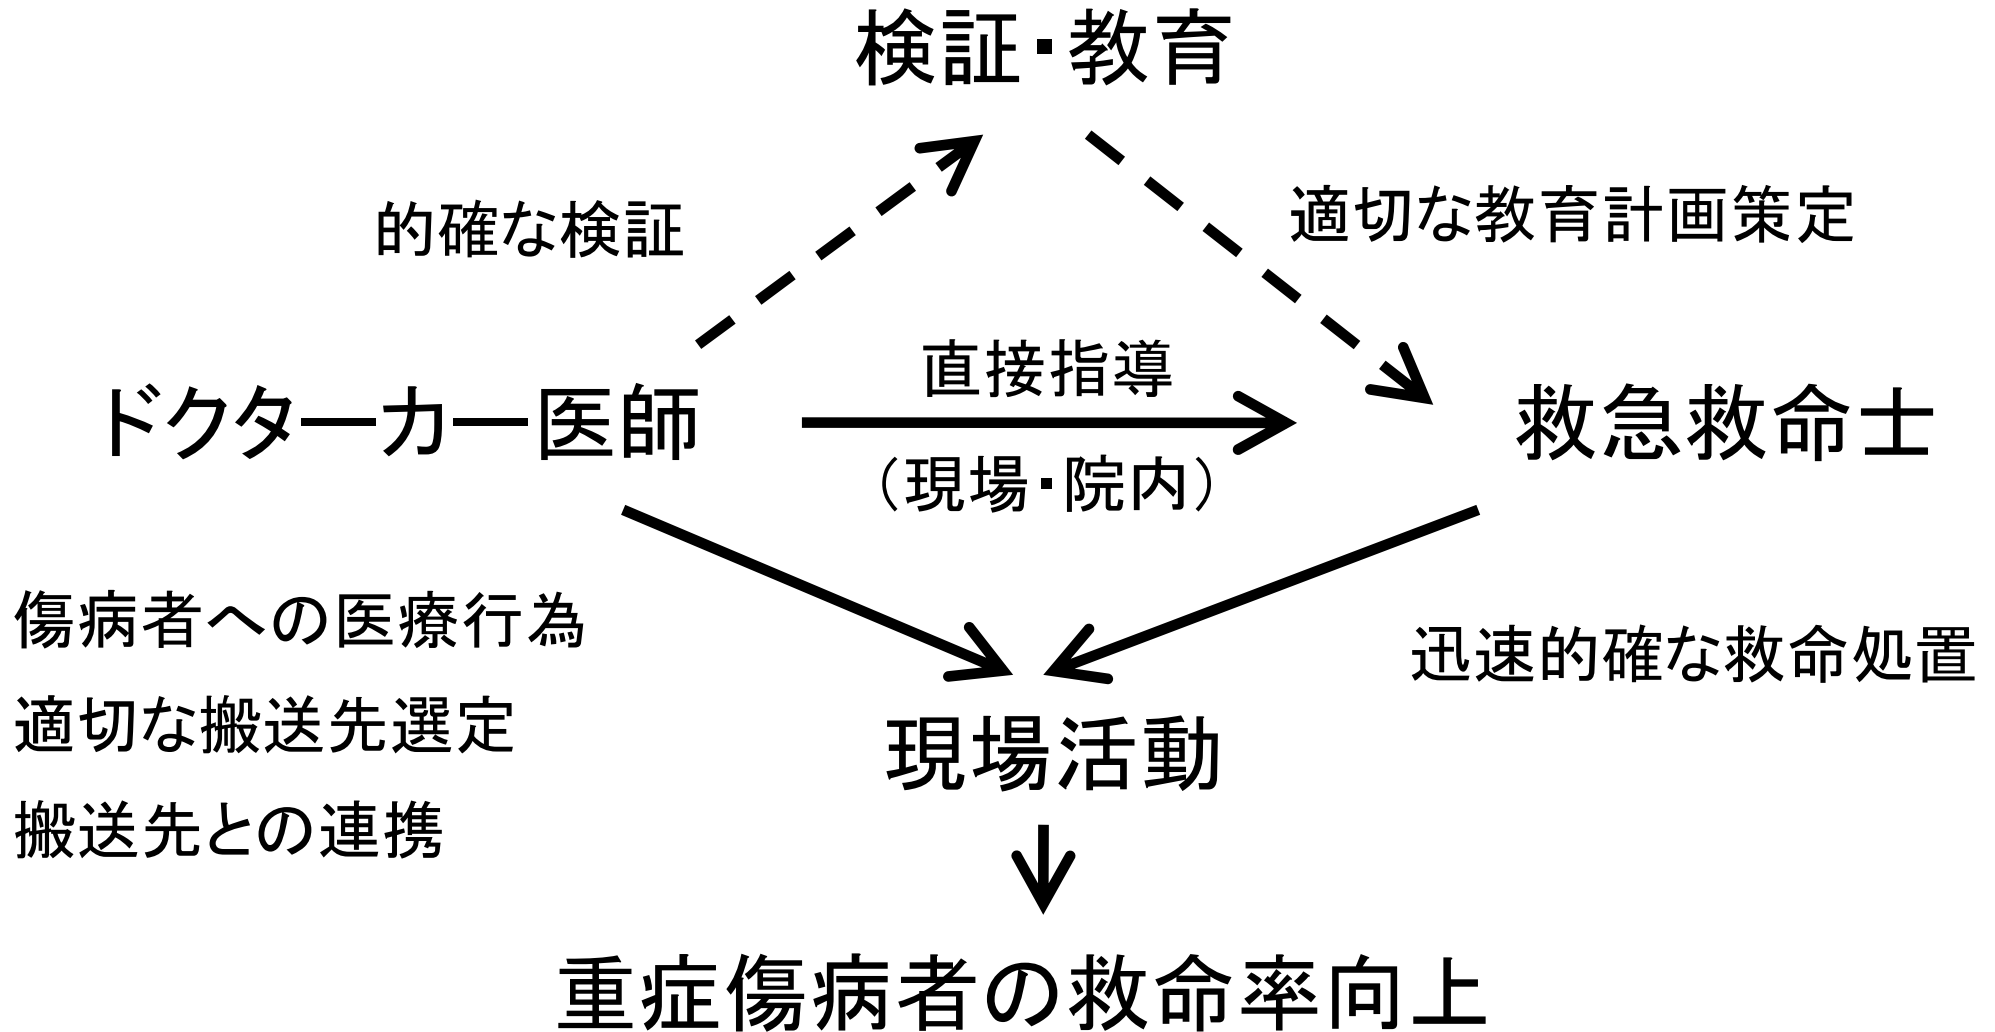 検証・教育
的確な検証
適切な教育計画策定
直接指導
ドクターカー医師
救急救命士
（現場・院内）
傷病者への医療行為
適切な搬送先選定
搬送先との連携
迅速的確な救命処置
現場活動
重症傷病者の救命率向上